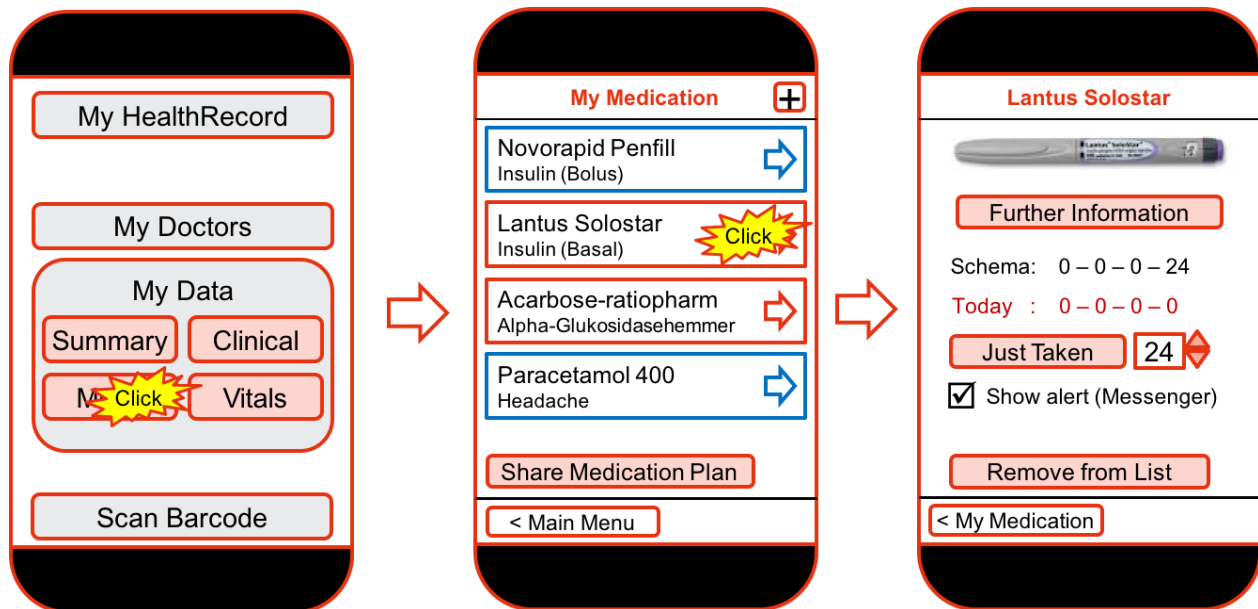 My HealthRecord
My Doctors
My Data
Summary
Clinical
Click
Vitals
Scan Barcode
My Medication
+
Novorapid Penfill
Insulin (Bolus)
Lantus Solostar
Insulin (Basal)
Click
Acarbose-ratiopharm
Alpha-Glukosidasehemmer
Paracetamol 400
Headache
Share Medication Plan
< Main Menu
Lantus Solostar
Lantus® SoloStar®
Further Information
Schema: 0 – 0 – 0 – 24
Today : 0 – 0 – 0 – 0
Just Taken 24
Show alert (Messenger)
Remove from List
< My Medication